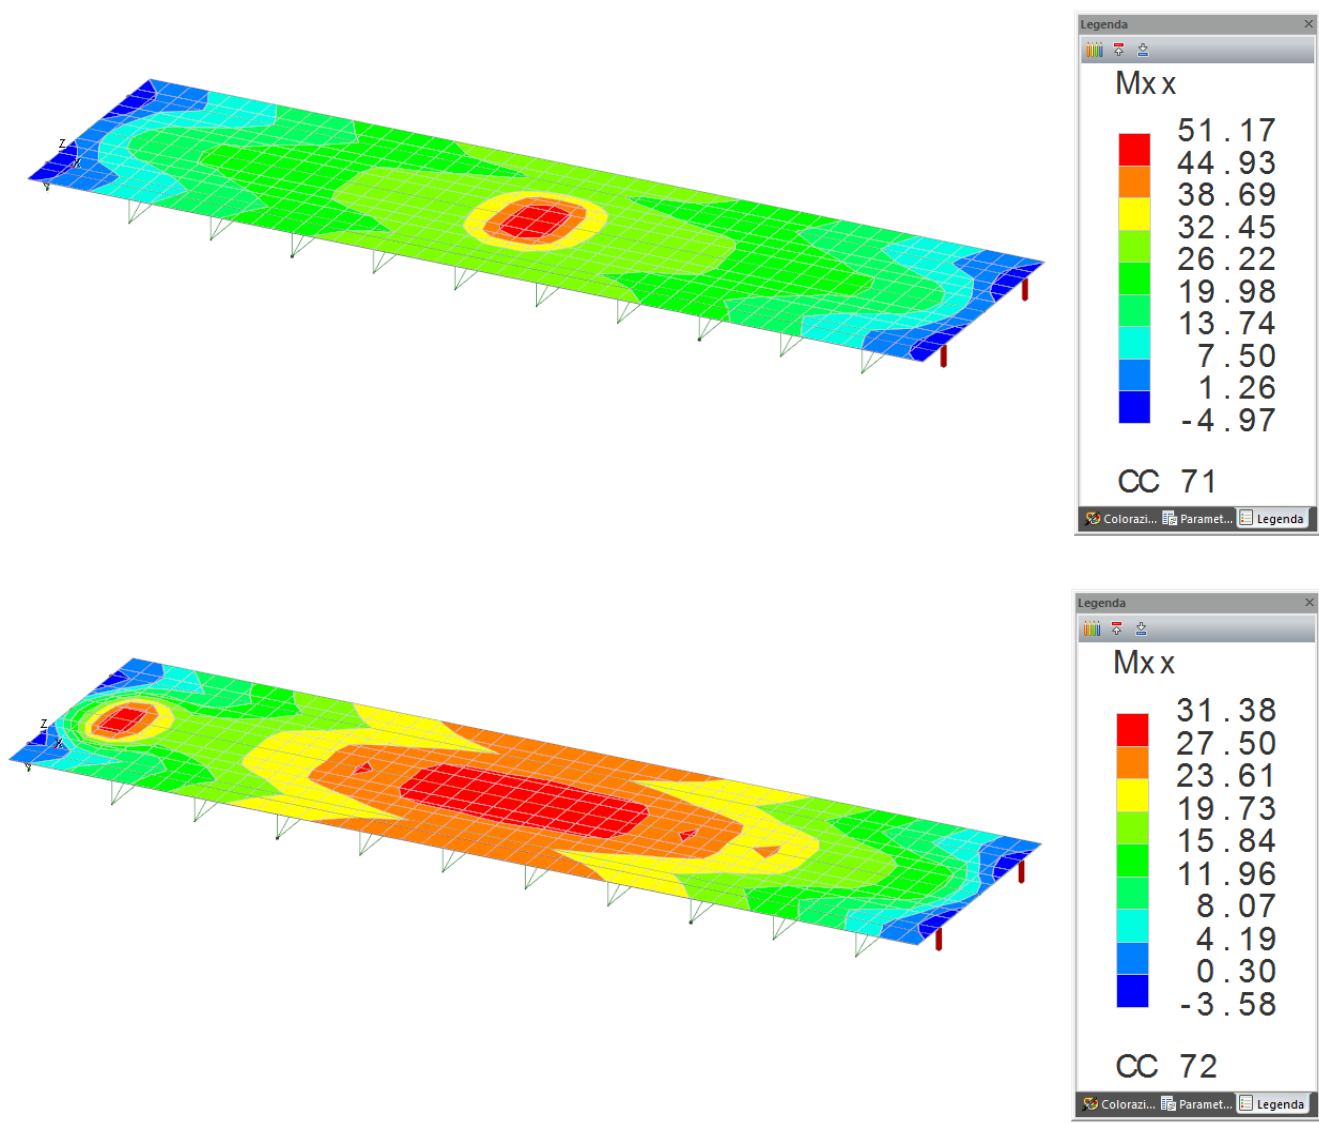 Legenda
Mxx
51.17
44.93
38.69
32.45
26.22
19.98
13.74
7.50
1.26
-4.97
CC 71
Colorazi... Paramet... Legenda
Z
X
Y
Legenda
Mxx
31.38
27.50
23.61
19.73
15.84
11.96
8.07
4.19
0.30
-3.58
CC 72
Colorazi... Paramet... Legenda
Z
X
Y